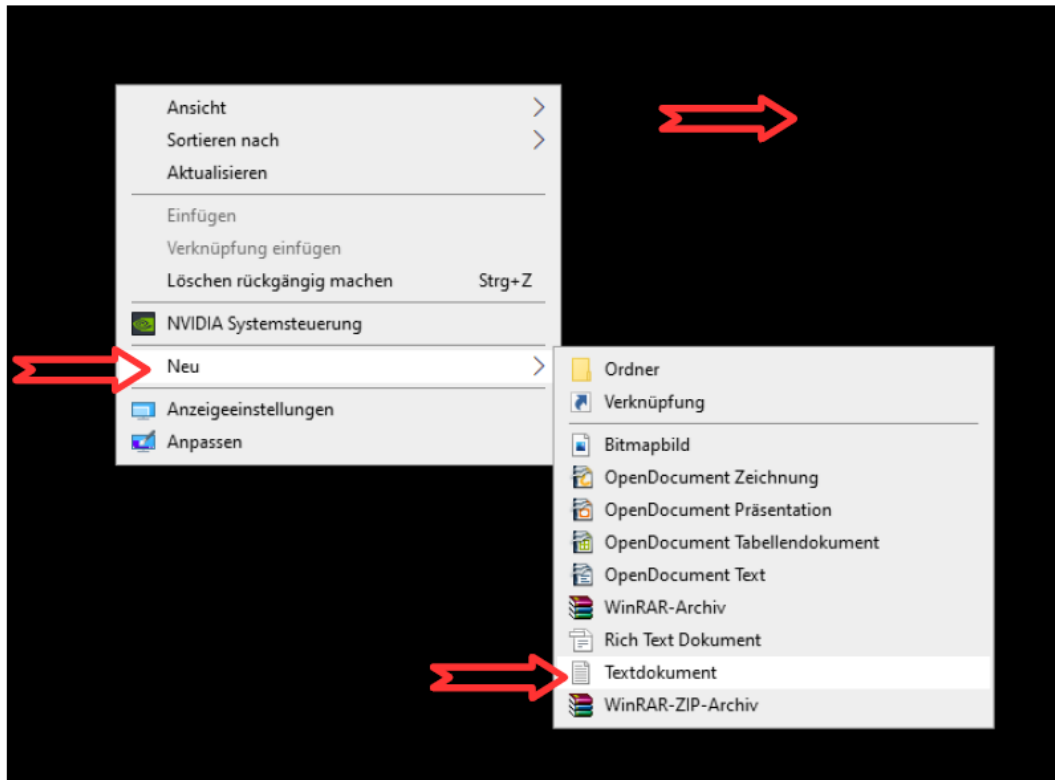 Ansicht
Sortieren nach
Aktualisieren
Einfügen
Verknüpfung einfügen
Löschen rückgängig machen Strg+Z
NVIDIA Systemsteuerung
Neu
Anzeigeeinstellungen
Anpassen
Ordner
Verknüpfung
Bitmapbild
OpenDocument Zeichnung
OpenDocument Präsentation
OpenDocument Tabellendokument
OpenDocument Text
WinRAR-Archiv
Rich Text Dokument
Textdokument
WinRAR-ZIP-Archiv